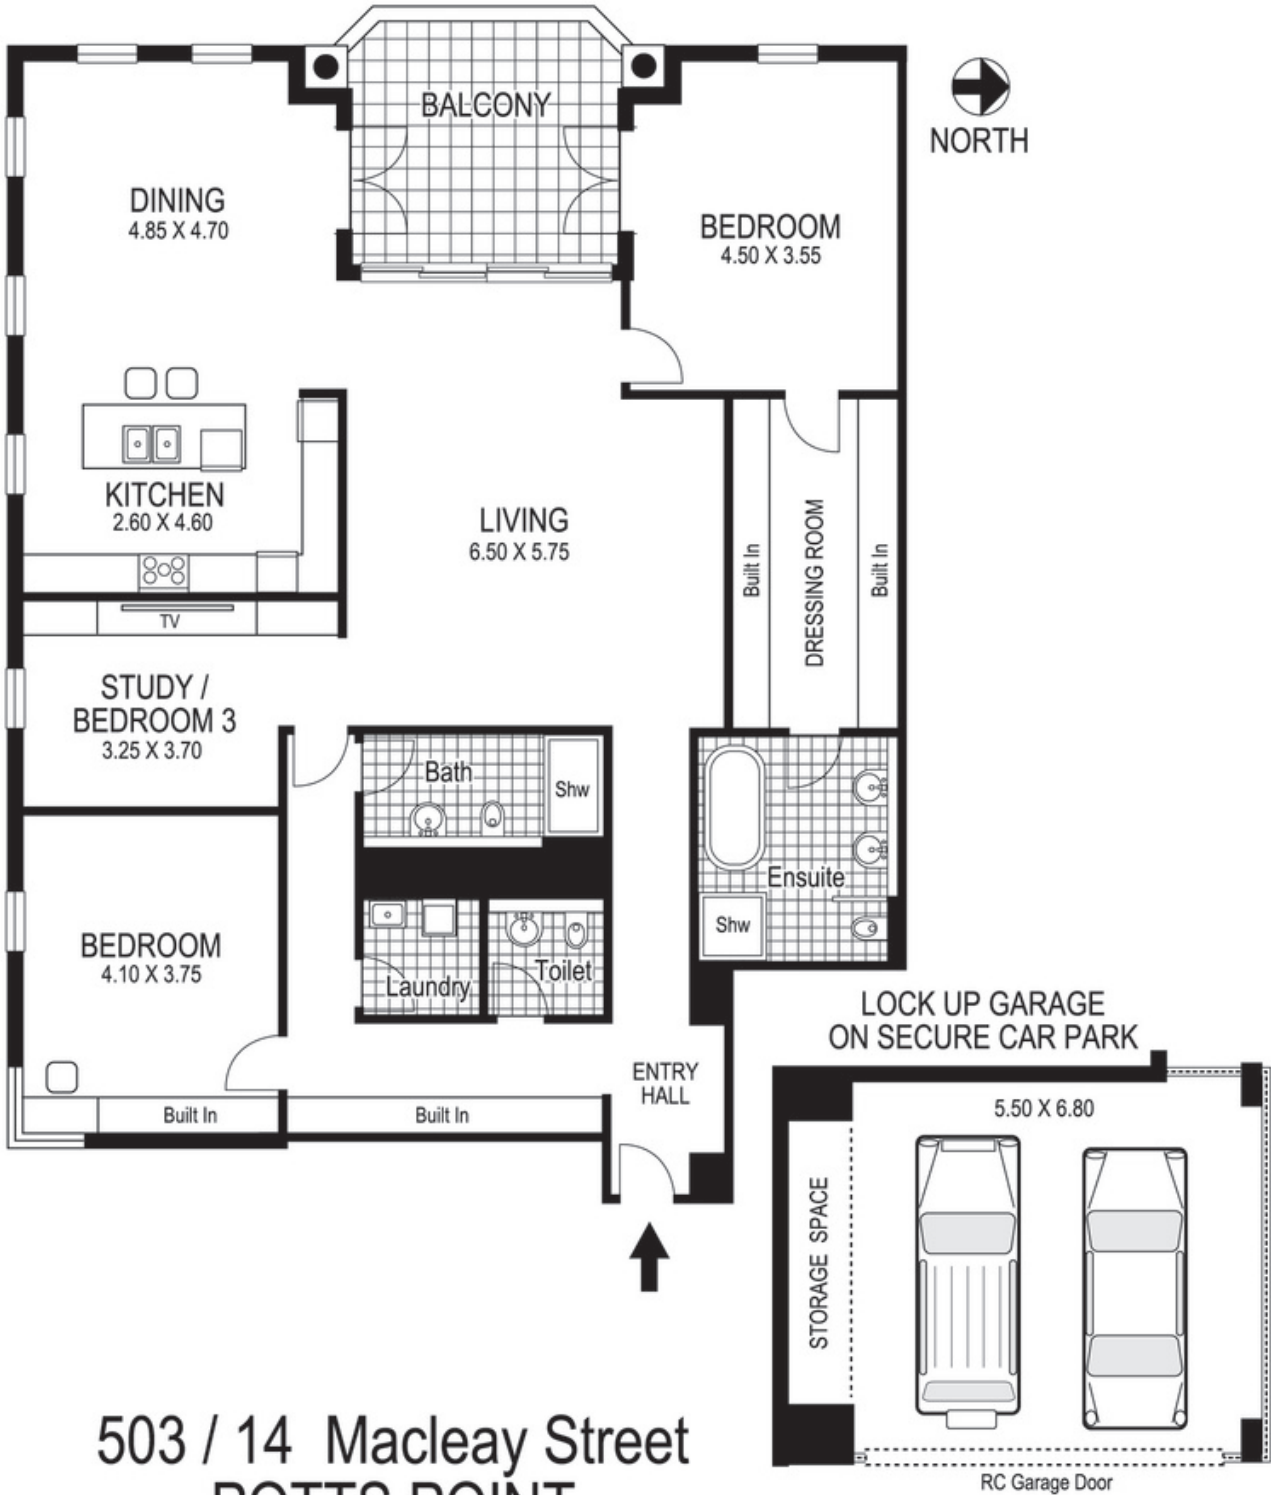 BALCONY
NORTH
DINING
4.85 X 4.70
BEDROOM
4.50 X 3.55
KITCHEN
2.60 X 4.60
LIVING
6.50 X 5.75
Built In
DRESSING ROOM
Built In
TV
STUDY /
BEDROOM 3
3.25 X 3.70
Bath
Shw
Ensuite
Shw
BEDROOM
4.10 X 3.75
Laundry
Toilet
LOCK UP GARAGE
ON SECURE CAR PARK
ENTRY
HALL
5.50 X 6.80
Built In
Built In
STORAGE SPACE
503 / 14 Macleay Street
POTTS POINT
RC Garage Door